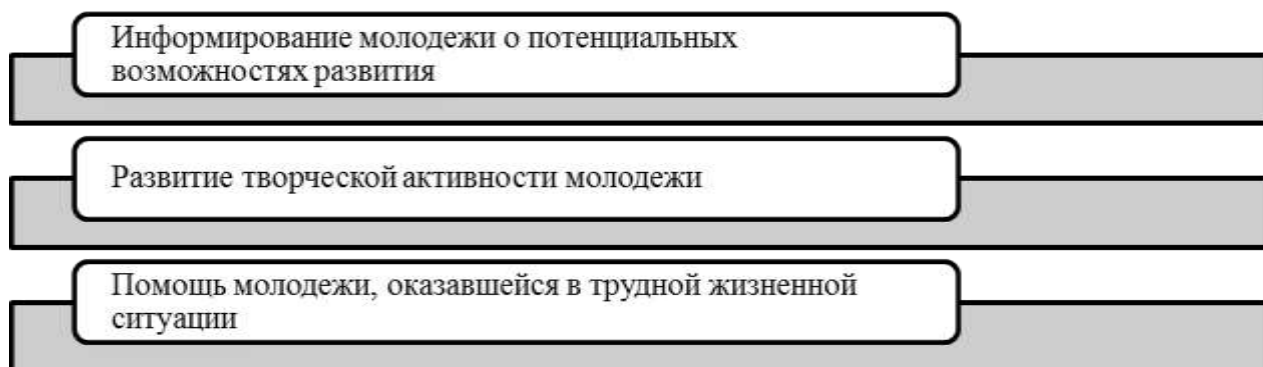 Информирование молодежи о потенциальных
возможностях развития
Развитие творческой активности молодежи
Помощь молодежи, оказавшейся в трудной жизненной
ситуации